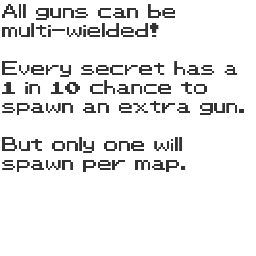 All guns can be
multi-wielded!
Every secret has a
1 in 10 chance to
spawn an extra gun.
But only one will
spawn per map.